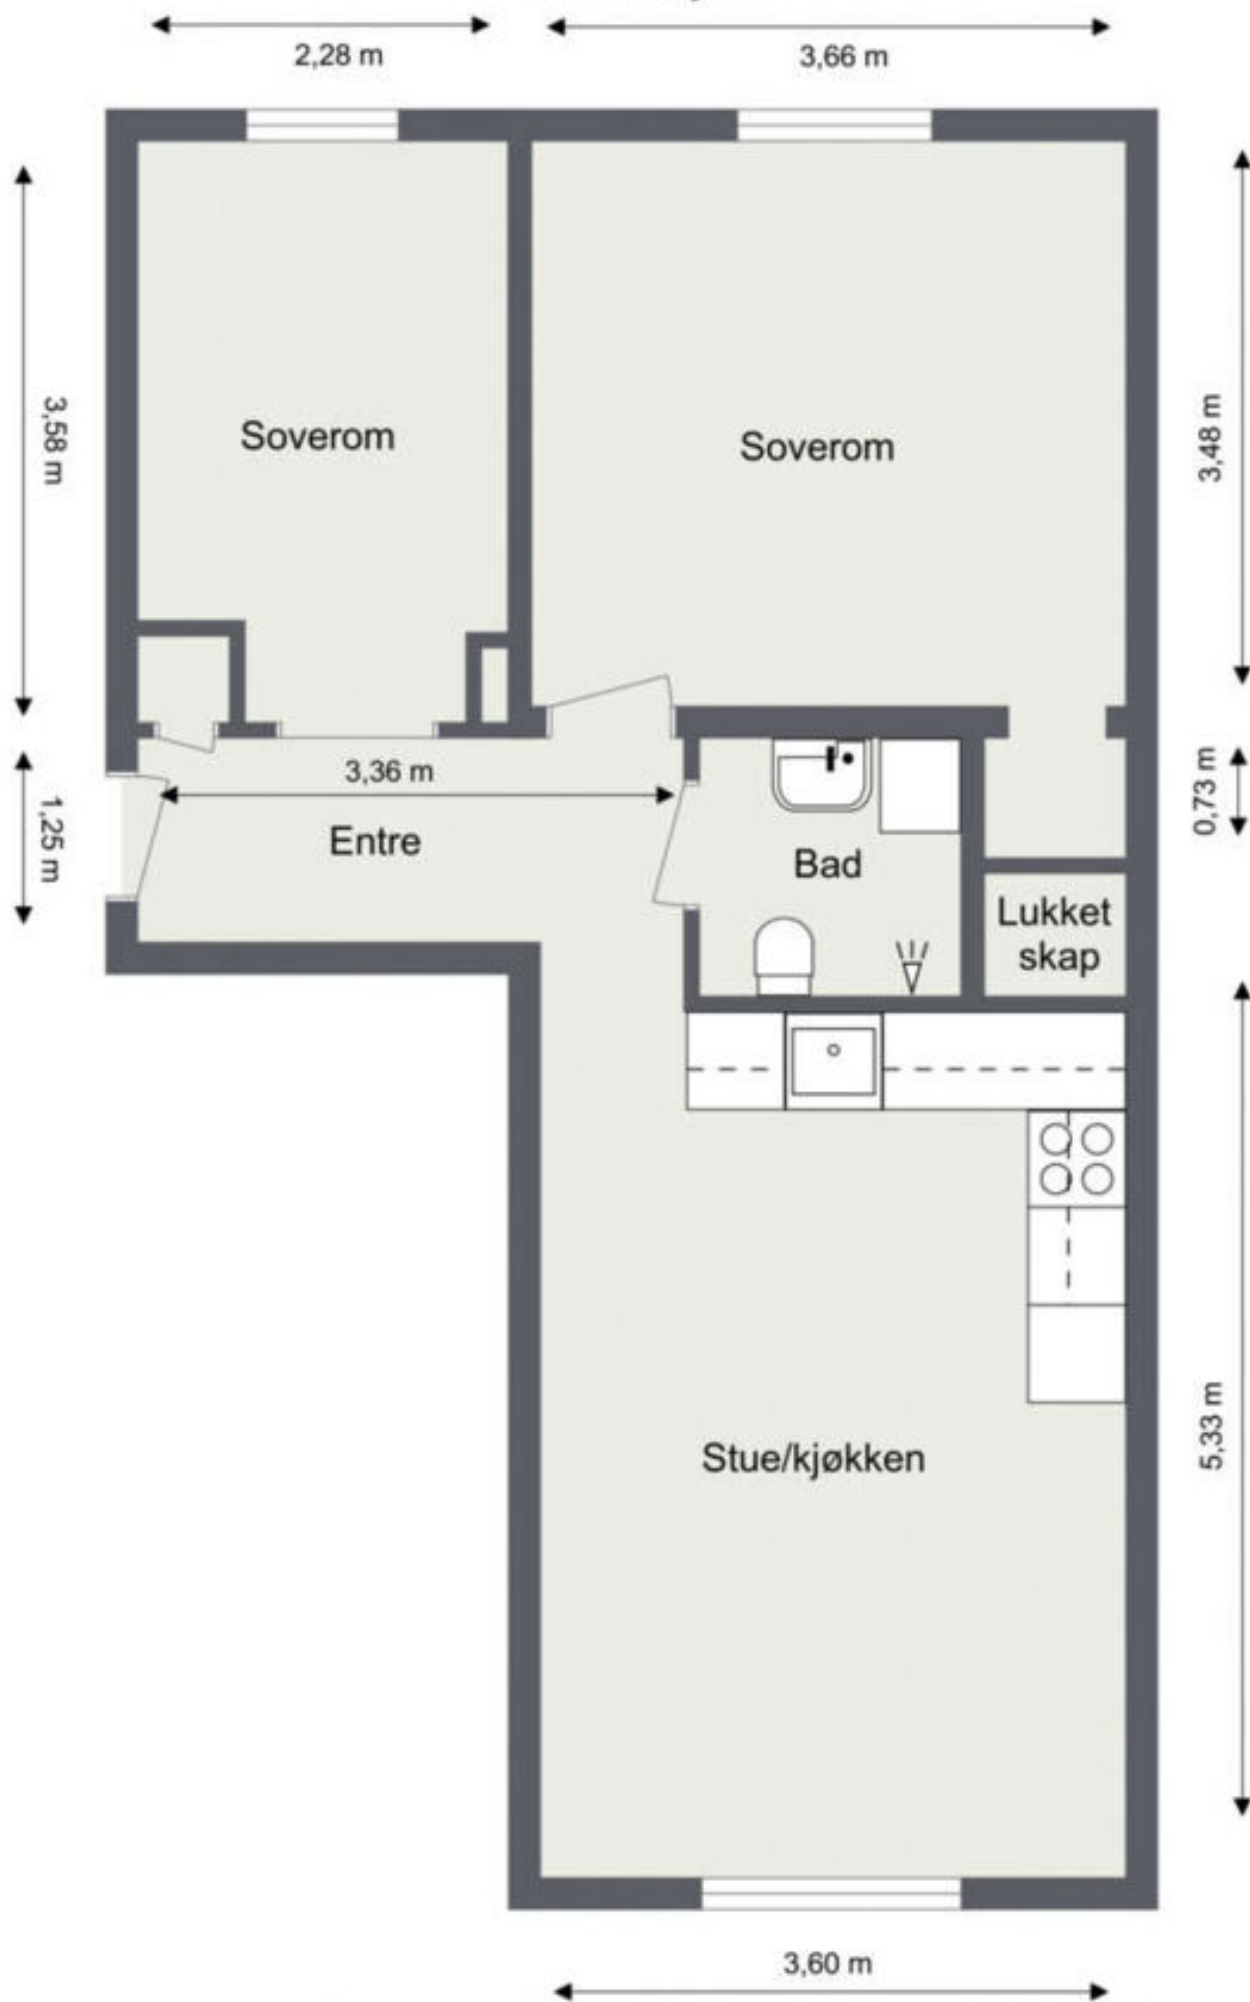 2,28 m
3,66 m
3,58 m
3,48 m
Soverom
Soverom
3,36 m
1,25 m
0,73 m
Entre
Bad
Lukket
skap
Stue/kjøkken
5,33 m
3,60 m